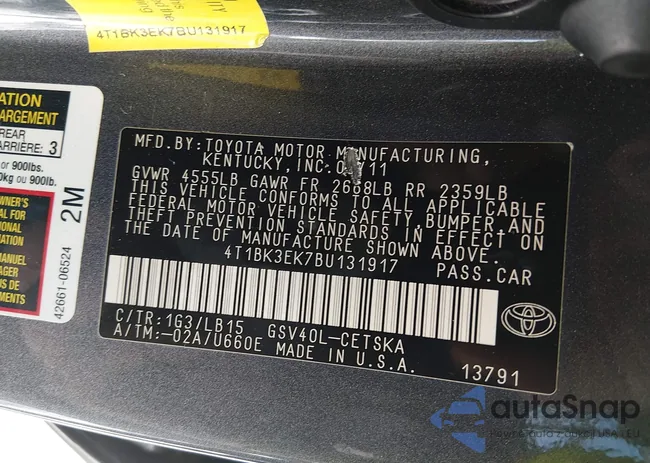 4T1BK3EK7BU131917
ATION
ARGEMENT
REAR
ARRIÈRE: 3
or 900lbs.
0kg ou 900lb.
2M
42661-06524
MFD. BY: TOYOTA MOTOR MANUFACTURING,
KENTUCKY, INC. 11
GVWR 4555LB GAWR FR 2668LB RR 2359LB
THIS VEHICLE CONFORMS TO ALL APPLICABLE
FEDERAL MOTOR VEHICLE SAFETY, BUMPER, AND
THEFT PREVENTION STANDARDS IN EFFECT ON
THE DATE OF MANUFACTURE SHOWN ABOVE.
4T1BK3EK7BU131917 PASS.CAR
C/TR:1G3/LB15 GSV40L-CETSKA
A/TM:-02A/U660E MADE IN U.S.A.
TOYOTA
13791
autoSnap